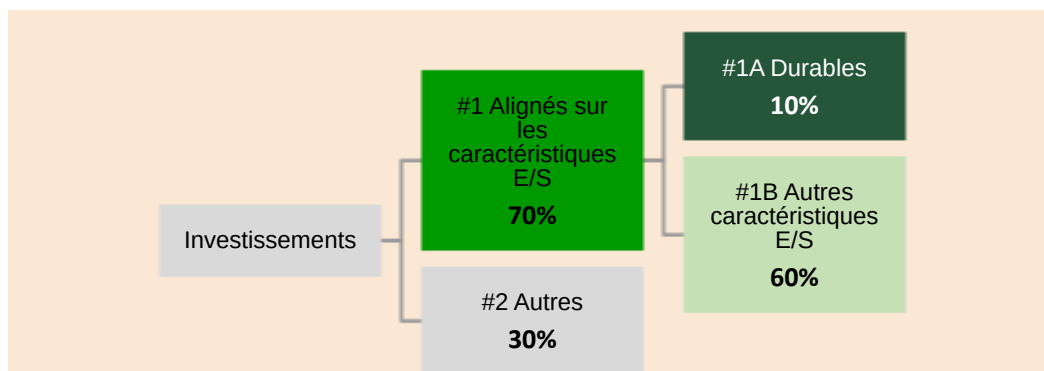 Investissements
#1 Alignés sur
les
caractéristiques
E/S
70%
#2 Autres
30%
#1A Durables
10%
#1B Autres
caractéristiques
E/S
60%